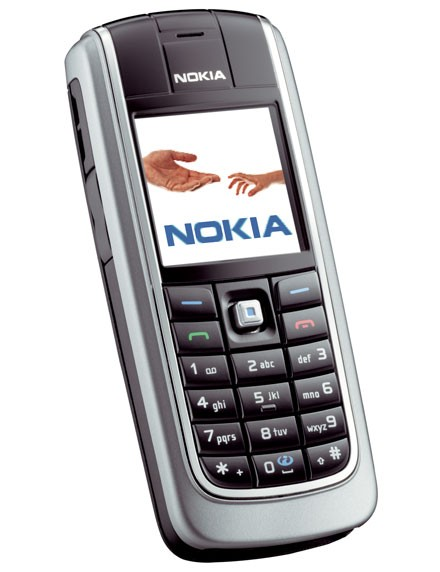 NOKIA
NOKIA
1 2 abc def 3
4 ghi 5 jkl mno 6
7 pqrs 8 tuv wxyz 9
* + 0 #